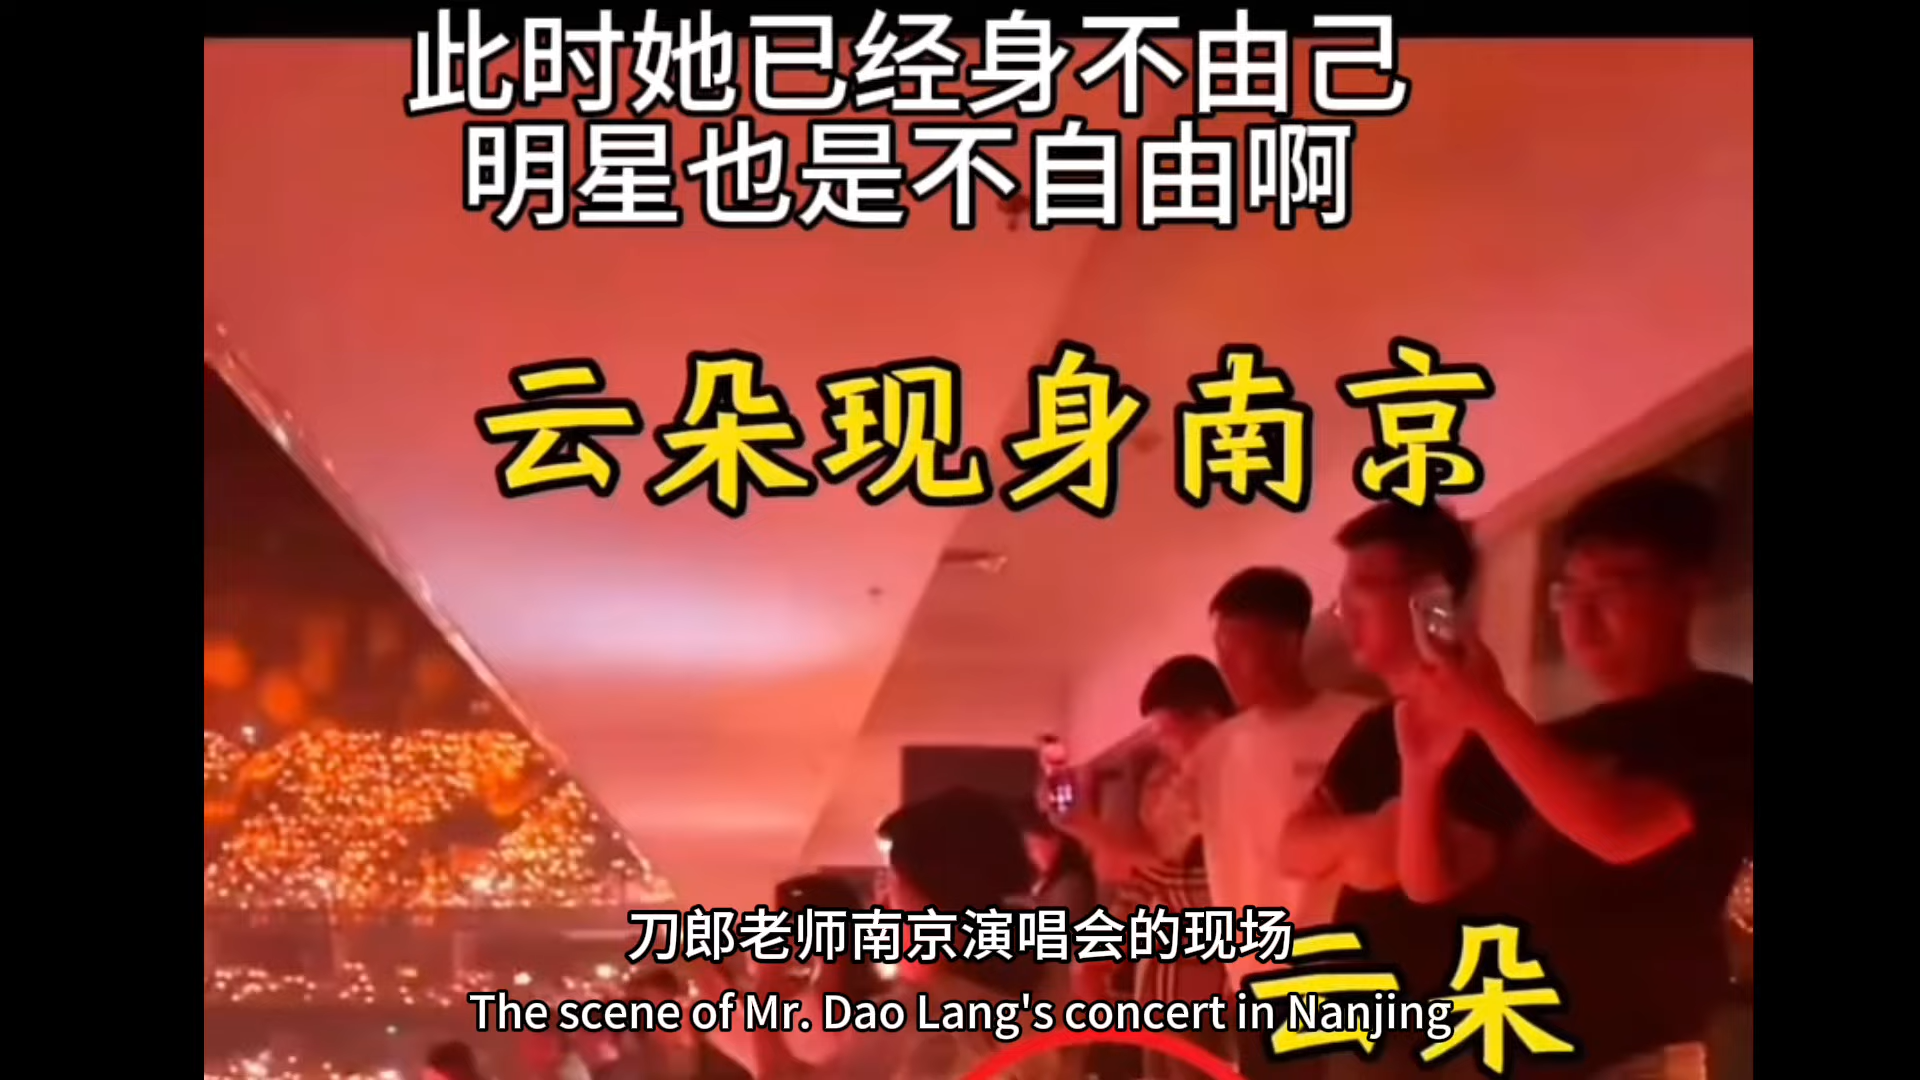 此时她已经身不由己
明星也是不自由啊
云朵现身南京
刀郎老师南京演唱会的现场
云朵
The scene of Mr. Dao Lang's concert in Nanjing